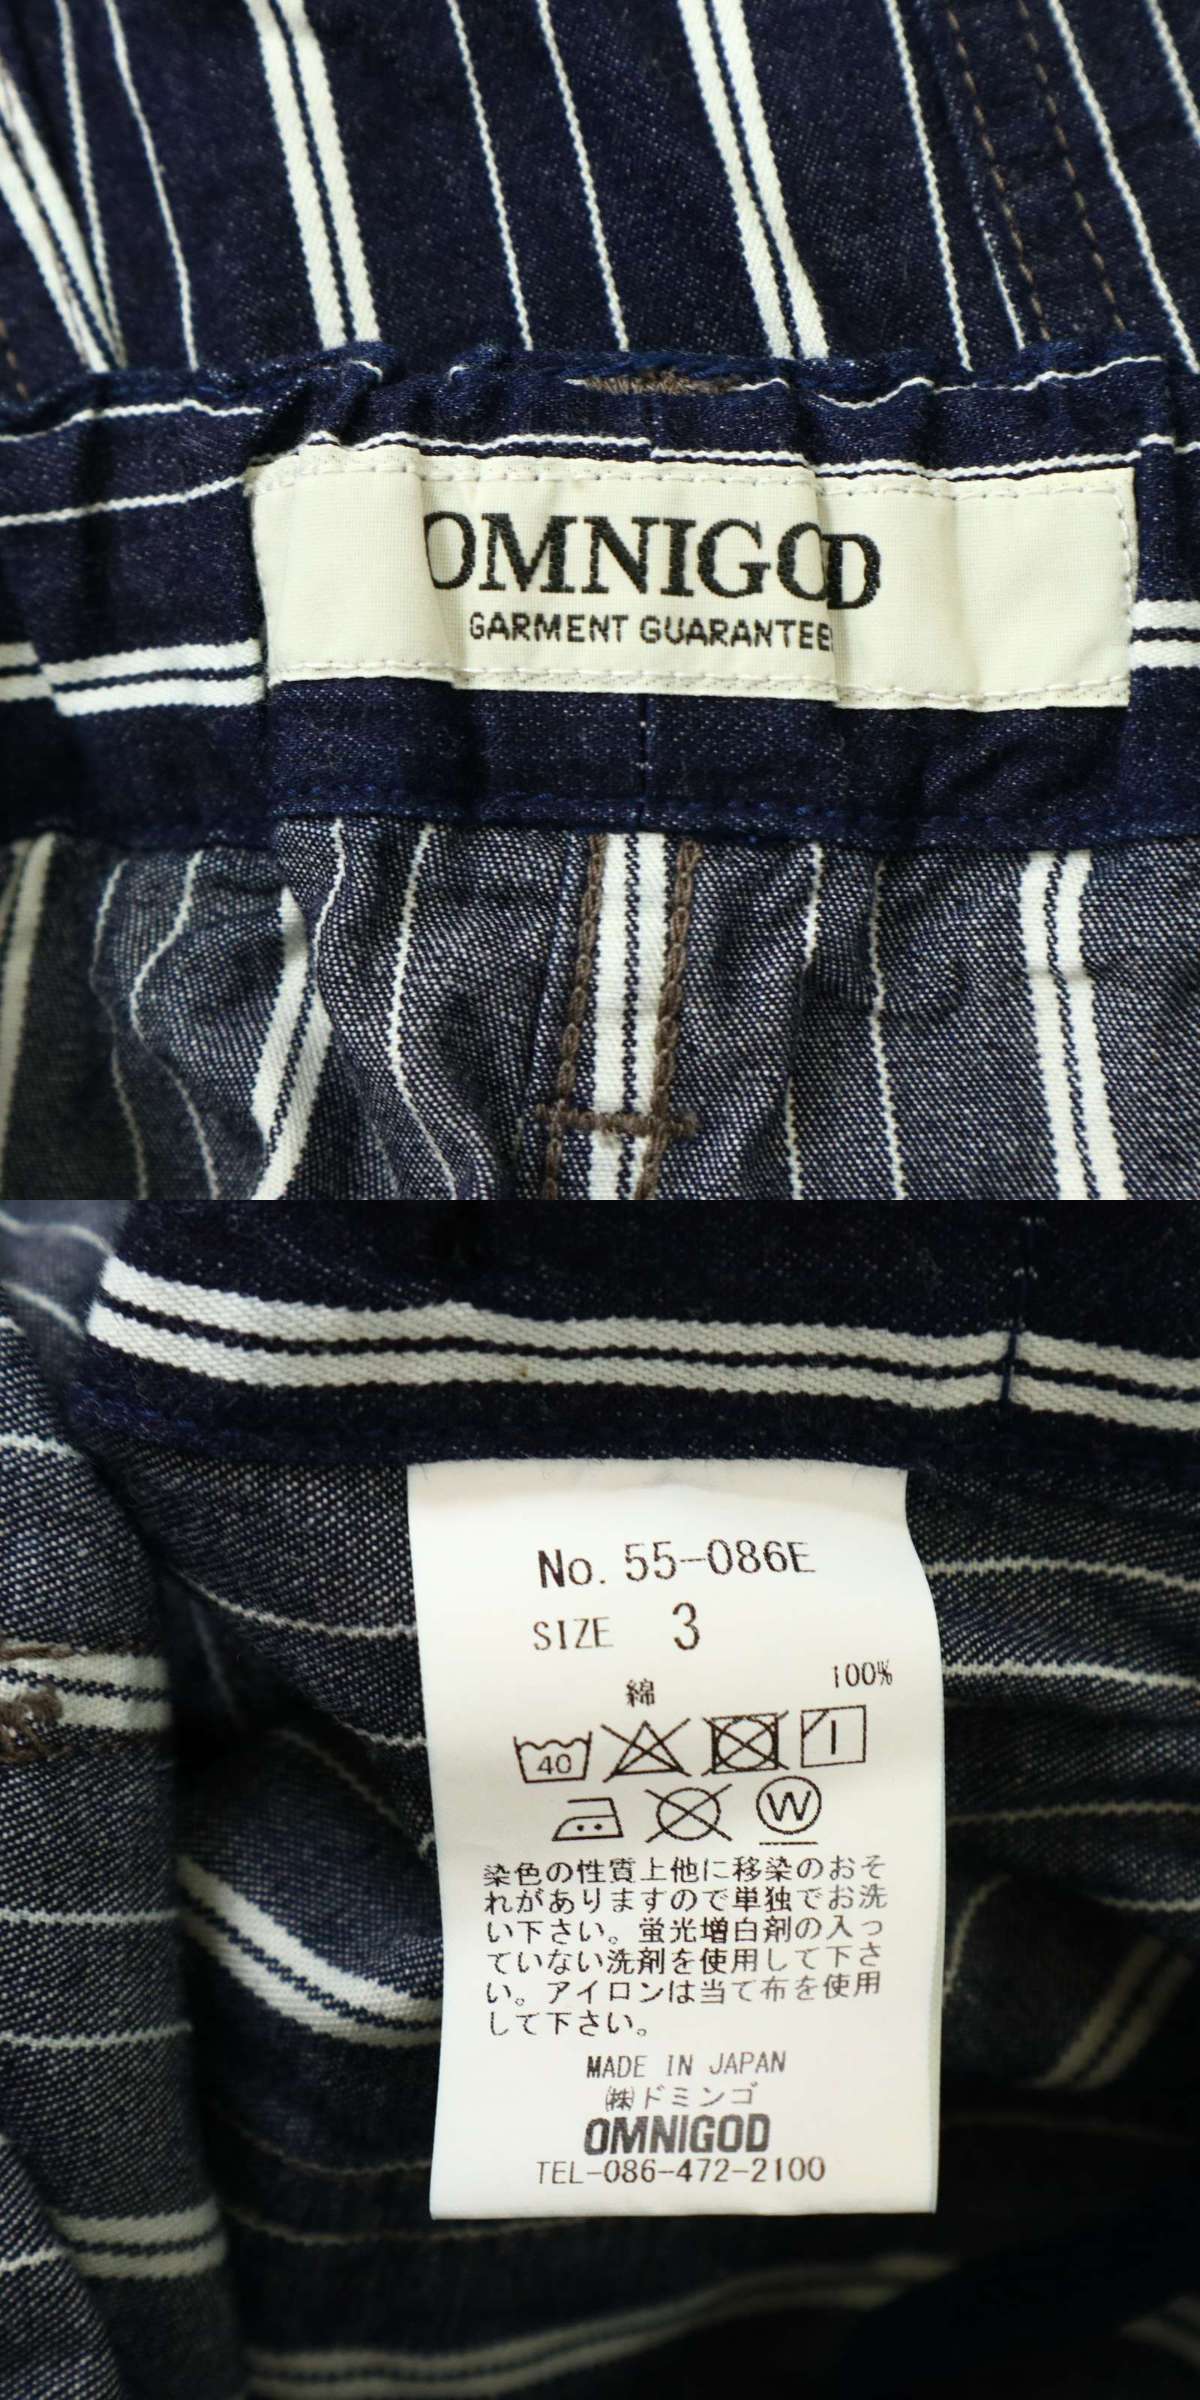 OMNIGOD
GARMENT GUARANTEE
No. 55-086E
SIZE 3
綿 100%
40
W
染色の性質上他に移染のおそ
れがありますので単独でお洗
い下さい。蛍光増白剤の入っ
ていない洗剤を使用して下さ
い。アイロンは当て布を使用
して下さい。
MADE IN JAPAN
㈱ドミンゴ
OMNIGOD
TEL-086-472-2100